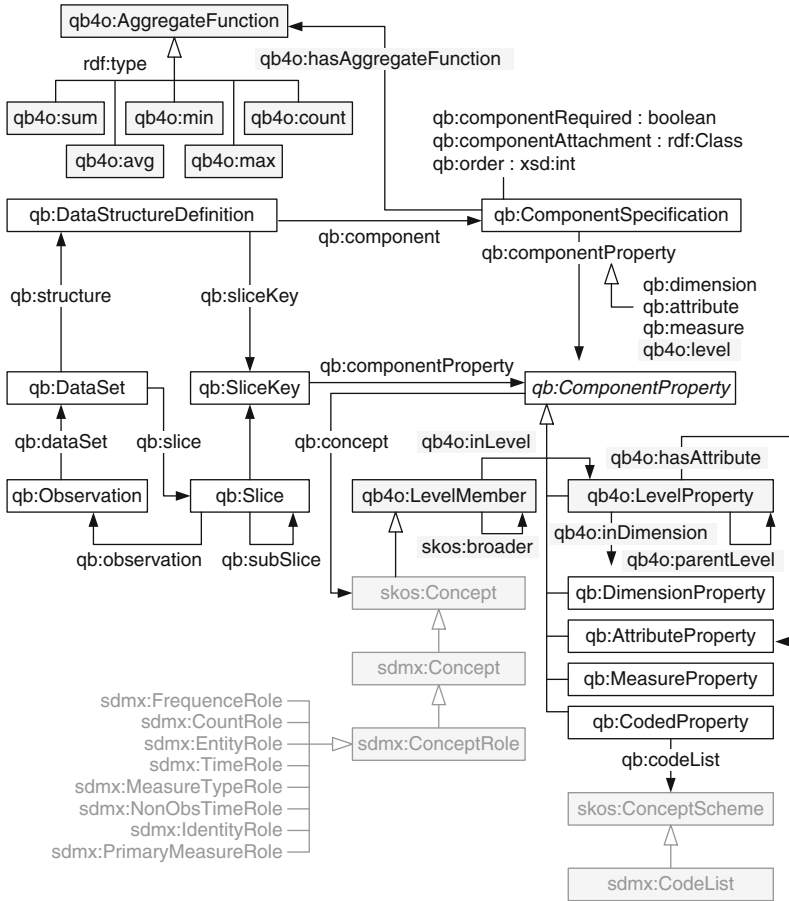 qb4o:AggregateFunction
rdf:type
qb4o:hasAggregateFunction
qb4o:sum
qb4o:min
qb4o:count
qb4o:avg
qb4o:max
qb:componentRequired : boolean
qb:componentAttachment : rdf:Class
qb:order : xsd:int
qb:DataStructureDefinition
qb:component
qb:ComponentSpecification
qb:componentProperty
qb:dimension
qb:attribute
qb:measure
qb4o:level
qb:structure
qb:sliceKey
qb:DataSet
qb:SliceKey
qb:componentProperty
qb:ComponentProperty
qb:dataSet
qb:slice
qb:concept
qb4o:inLevel
qb4o:hasAttribute
qb:Observation
qb:Slice
qb4o:LevelMember
qb4o:LevelProperty
qb:observation
qb:subSlice
skos:broader
qb4o:inDimension
qb4o:parentLevel
skos:Concept
qb:DimensionProperty
sdmx:Concept
qb:AttributeProperty
qb:MeasureProperty
sdmx:FrequenceRole
sdmx:CountRole
sdmx:EntityRole
sdmx:TimeRole
sdmx:MeasureTypeRole
sdmx:NonObsTimeRole
sdmx:IdentityRole
sdmx:PrimaryMeasureRole
sdmx:ConceptRole
qb:CodedProperty
qb:codeList
skos:ConceptScheme
sdmx:CodeList